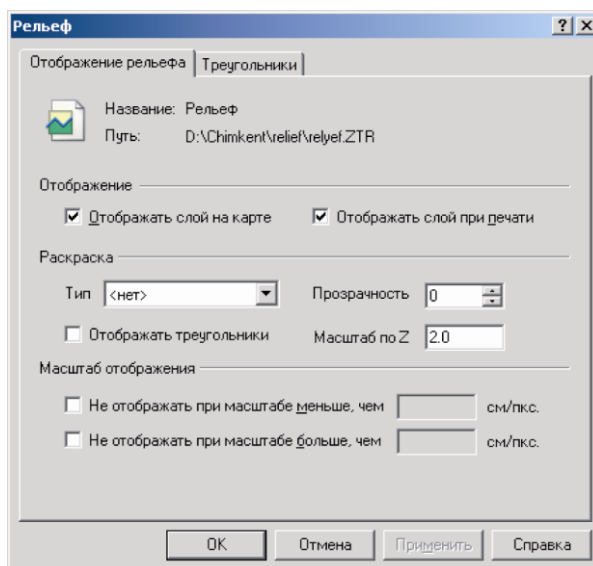 Рельеф
Отображение рельефа Треугольники
Название: Рельеф
Путь: D:\Chimkent\relief\relyef.ZTR
Отображение
Отображать слой на карте Отображать слой при печати
Раскраска
Тип <нет> Прозрачность 0
Отображать треугольники Масштаб по Z 2.0
Масштаб отображения
Не отображать при масштабе меньше, чем см/пкс.
Не отображать при масштабе больше, чем см/пкс.
OK Отмена Применить Справка